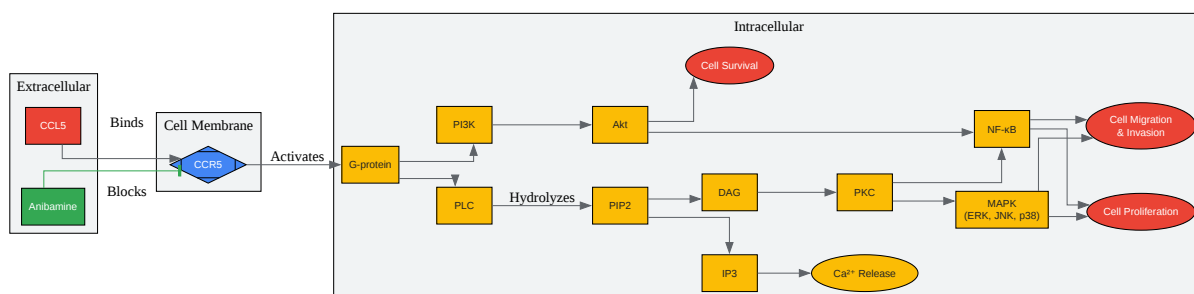 Intracellular
Cell Survival
Extracellular
CCL5
Binds
Cell Membrane
PI3K
Akt
NF-κB
Cell Migration
& Invasion
CCR5
Activates
G-protein
Blocks
Anibamine
PLC
Hydrolyzes
PIP2
DAG
PKC
MAPK
(ERK, JNK, p38)
Cell Proliferation
IP3
Ca²⁺ Release